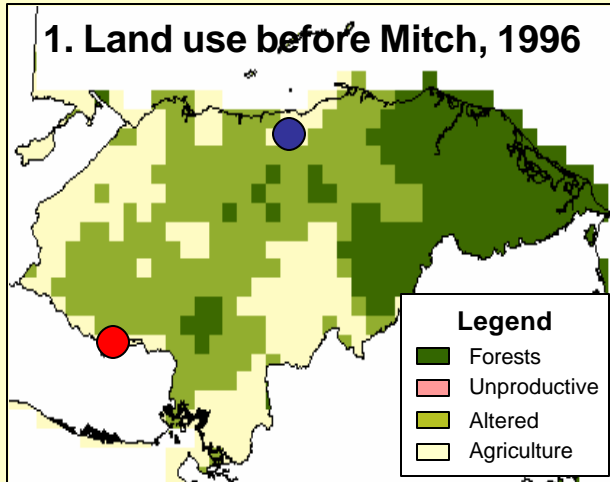 1. Land use before Mitch, 1996
Legend
Forests
Unproductive
Altered
Agriculture